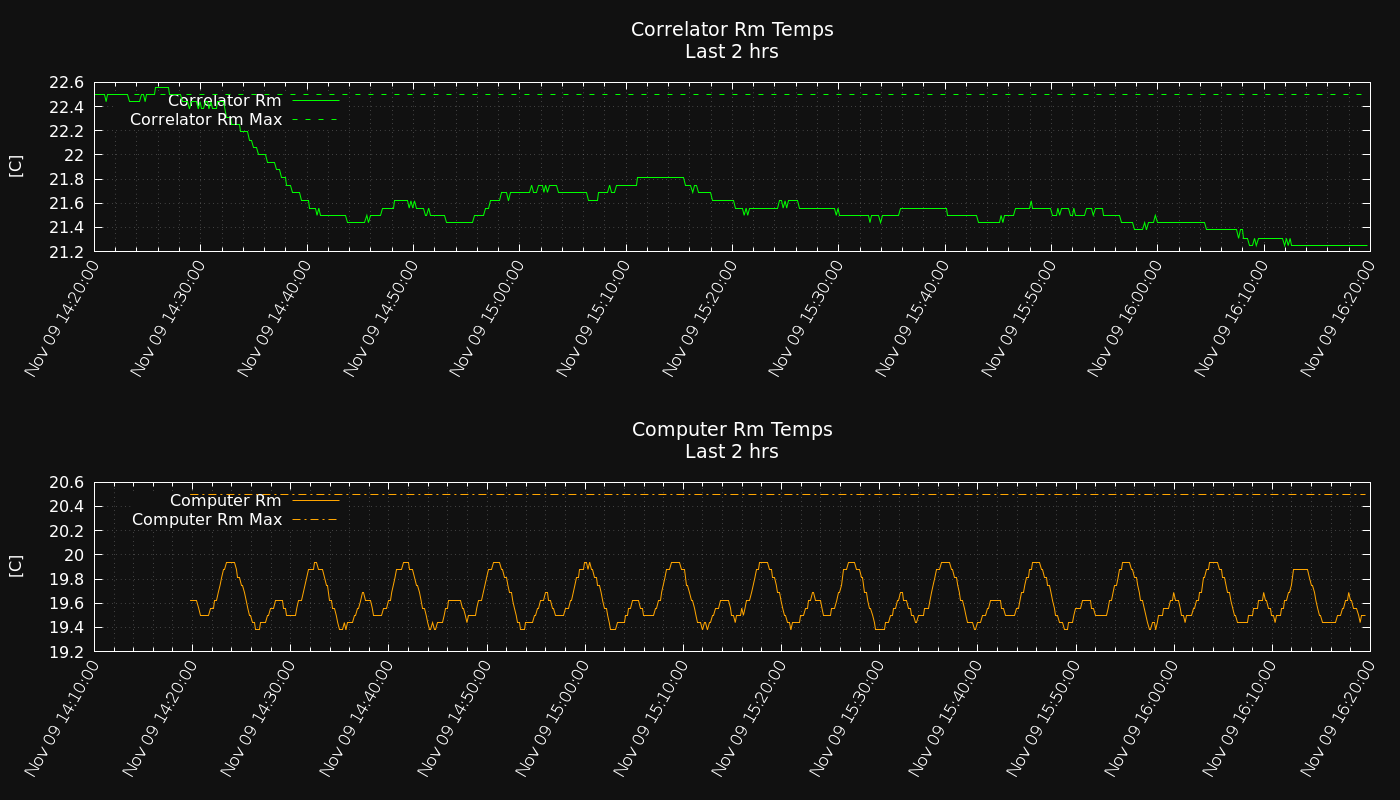 Correlator Rm Temps
Last 2 hrs
22.6
22.4
22.2
22
21.8
21.6
21.4
21.2
[C]
Correlator Rm
Correlator Rm Max
Nov 09 14:20:00
Nov 09 14:30:00
Nov 09 14:40:00
Nov 09 14:50:00
Nov 09 15:00:00
Nov 09 15:10:00
Nov 09 15:20:00
Nov 09 15:30:00
Nov 09 15:40:00
Nov 09 15:50:00
Nov 09 16:00:00
Nov 09 16:10:00
Nov 09 16:20:00
Computer Rm Temps
Last 2 hrs
20.6
20.4
20.2
20
19.8
19.6
19.4
19.2
[C]
Computer Rm
Computer Rm Max
Nov 09 14:10:00
Nov 09 14:20:00
Nov 09 14:30:00
Nov 09 14:40:00
Nov 09 14:50:00
Nov 09 15:00:00
Nov 09 15:10:00
Nov 09 15:20:00
Nov 09 15:30:00
Nov 09 15:40:00
Nov 09 15:50:00
Nov 09 16:00:00
Nov 09 16:10:00
Nov 09 16:20:00